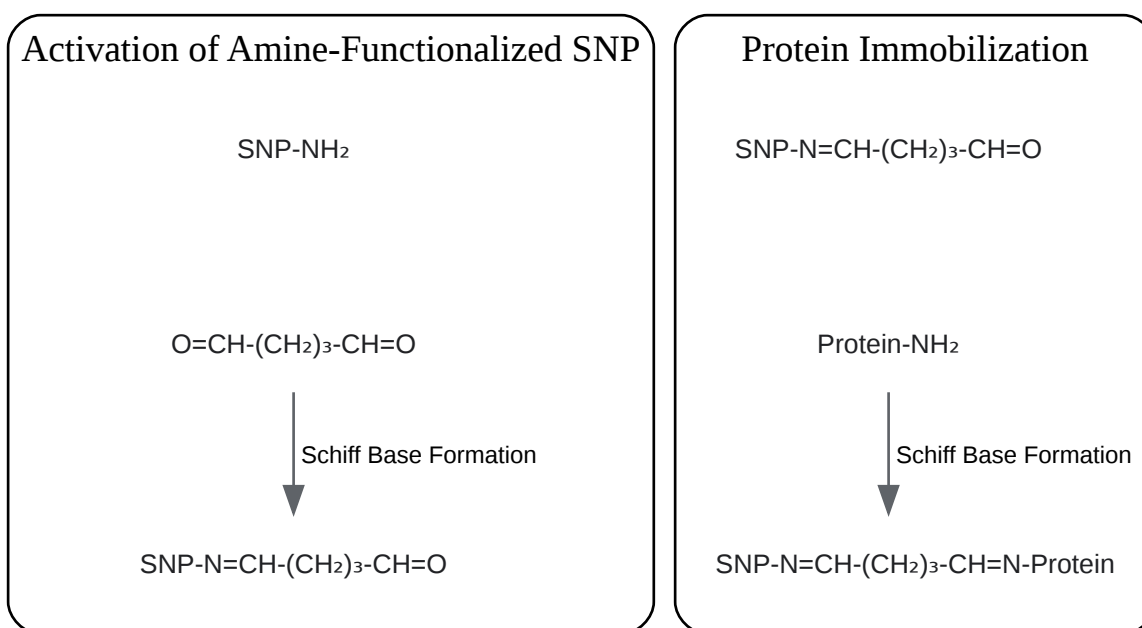 Activation of Amine-Functionalized SNP
SNP-NH₂
O=CH-(CH₂)₃-CH=O
Schiff Base Formation
SNP-N=CH-(CH₂)₃-CH=O
Protein Immobilization
SNP-N=CH-(CH₂)₃-CH=O
Protein-NH₂
Schiff Base Formation
SNP-N=CH-(CH₂)₃-CH=N-Protein